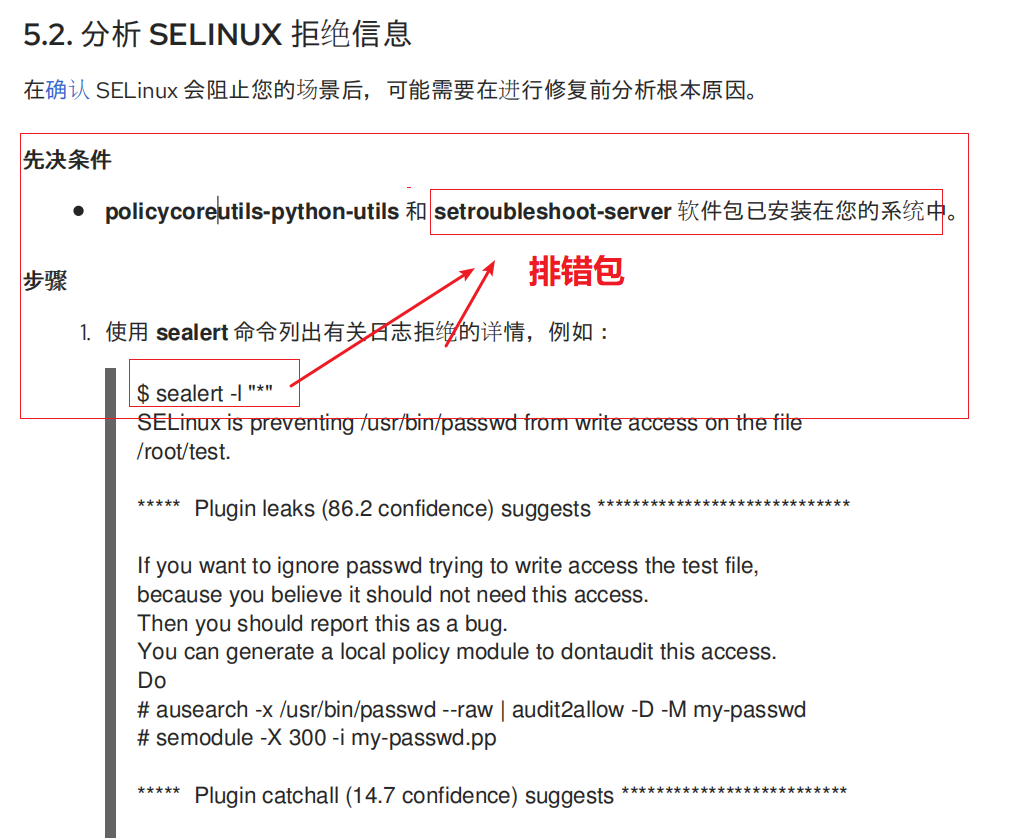 5.2. 分析 SELINUX 拒绝信息
在确认 SELinux 会阻止您的场景后，可能需要在进行修复前分析根本原因。
先决条件
● policycoreutils-python-utils 和 setroubleshoot-server 软件包已安装在您的系统中。
排错包
步骤
1. 使用 sealert 命令列出有关日志拒绝的详情，例如：
$ sealert -l "*"
SELinux is preventing /usr/bin/passwd from write access on the file
/root/test.
***** Plugin leaks (86.2 confidence) suggests *****************************
If you want to ignore passwd trying to write access the test file,
because you believe it should not need this access.
Then you should report this as a bug.
You can generate a local policy module to dontaudit this access.
Do
# ausearch -x /usr/bin/passwd --raw | audit2allow -D -M my-passwd
# semodule -X 300 -i my-passwd.pp
***** Plugin catchall (14.7 confidence) suggests **************************